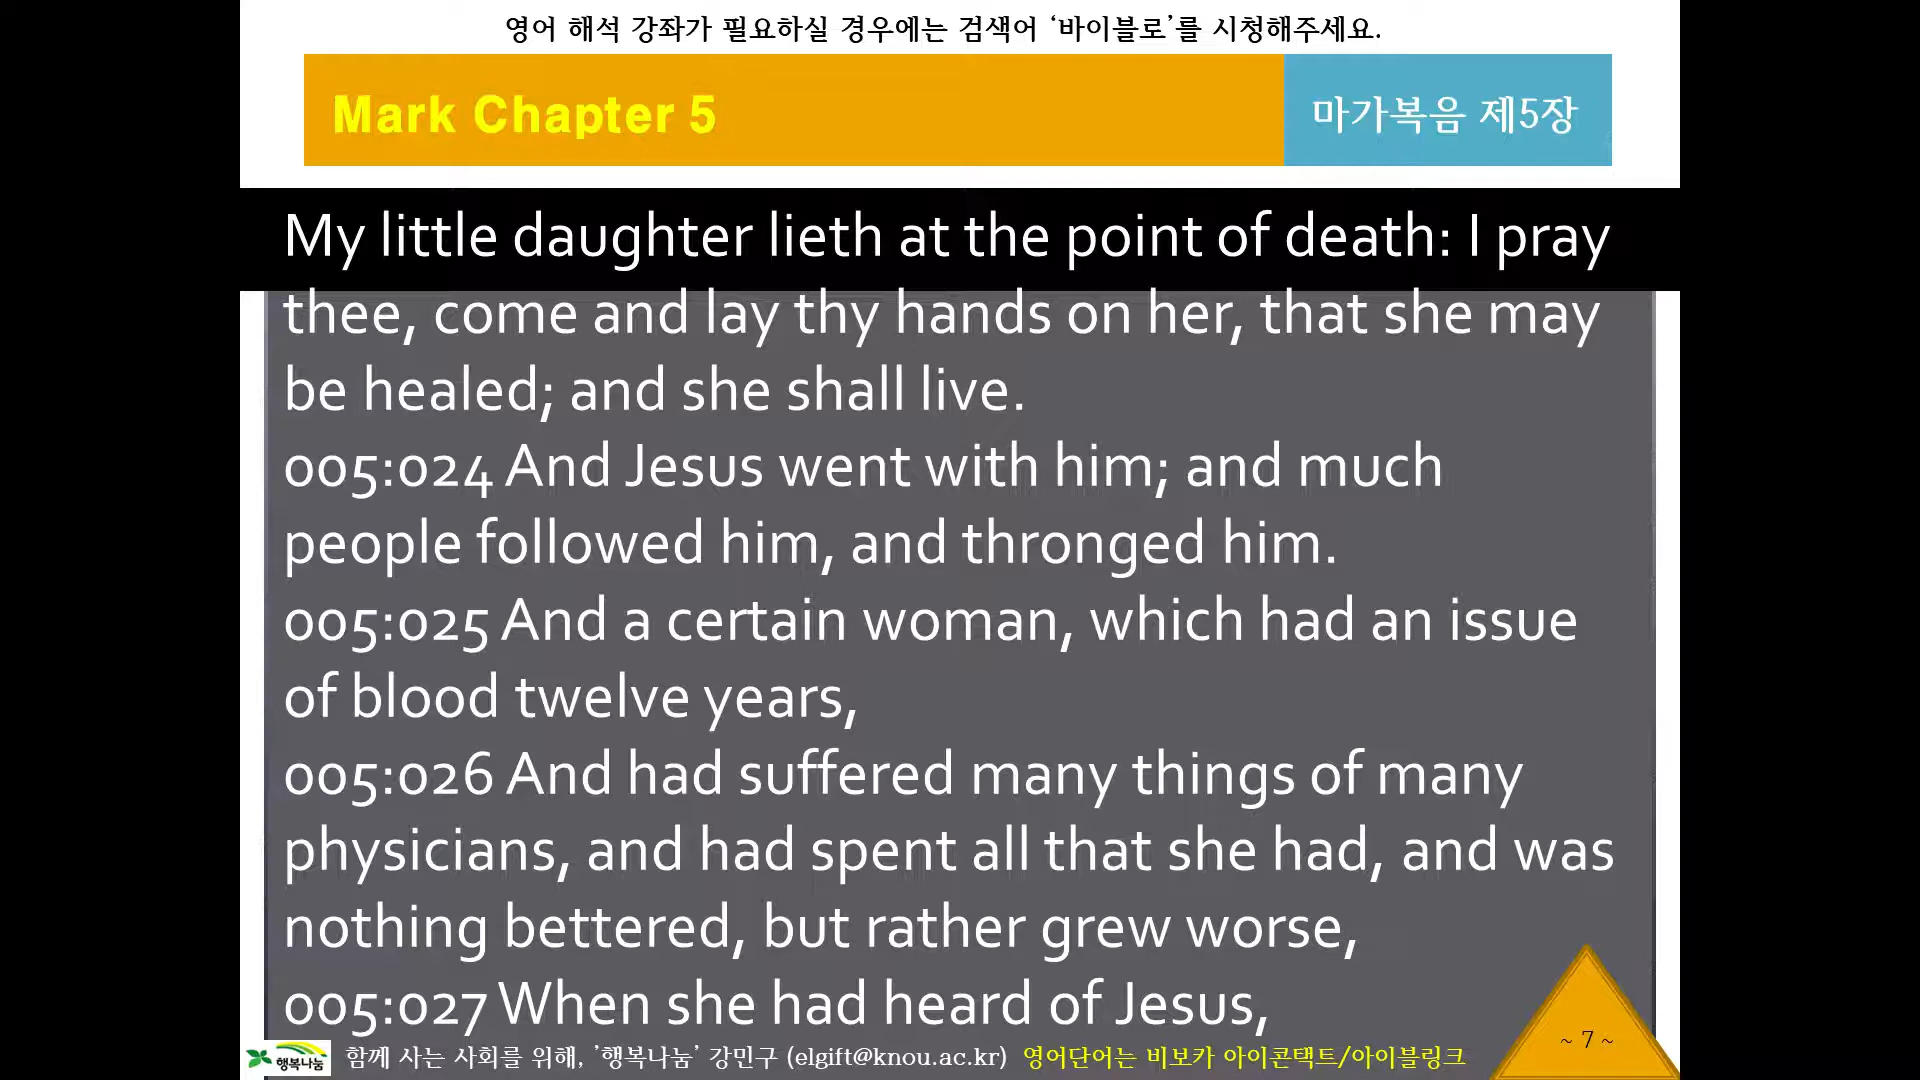 영어 해석 강좌가 필요하실 경우에는 검색어 ‘바이블로’를 시청해주세요.
Mark Chapter 5
마가복음 제5장
My little daughter lieth at the point of death: I pray
thee, come and lay thy hands on her, that she may
be healed; and she shall live.
005:024 And Jesus went with him; and much
people followed him, and thronged him.
005:025 And a certain woman, which had an issue
of blood twelve years,
005:026 And had suffered many things of many
physicians, and had spent all that she had, and was
nothing bettered, but rather grew worse,
005:027 When she had heard of Jesus,
행복나눔 함께 사는 사회를 위해, ’행복나눔’ 강민구 (elgift@knou.ac.kr) 영어단어는 비보카 아이콘택트/아이블링크
~ 7 ~